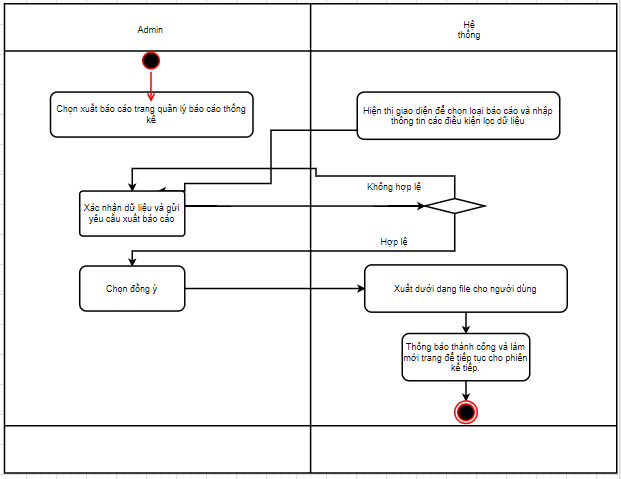 Admin
Hệ
thống
Chọn xuất báo cáo trang quản lý báo cáo thống
kê
Hiện thị giao diện để chọn loại báo cáo và nhập
thông tin các điều kiện lọc dữ liệu
Không hợp lệ
Xác nhận dữ liệu và gửi
yêu cầu xuất báo cáo
Hợp lệ
Chọn đồng ý
Xuất dưới dạng file cho người dùng
Thông báo thành công và làm
mới trang để tiếp tục cho phiên
kế tiếp.